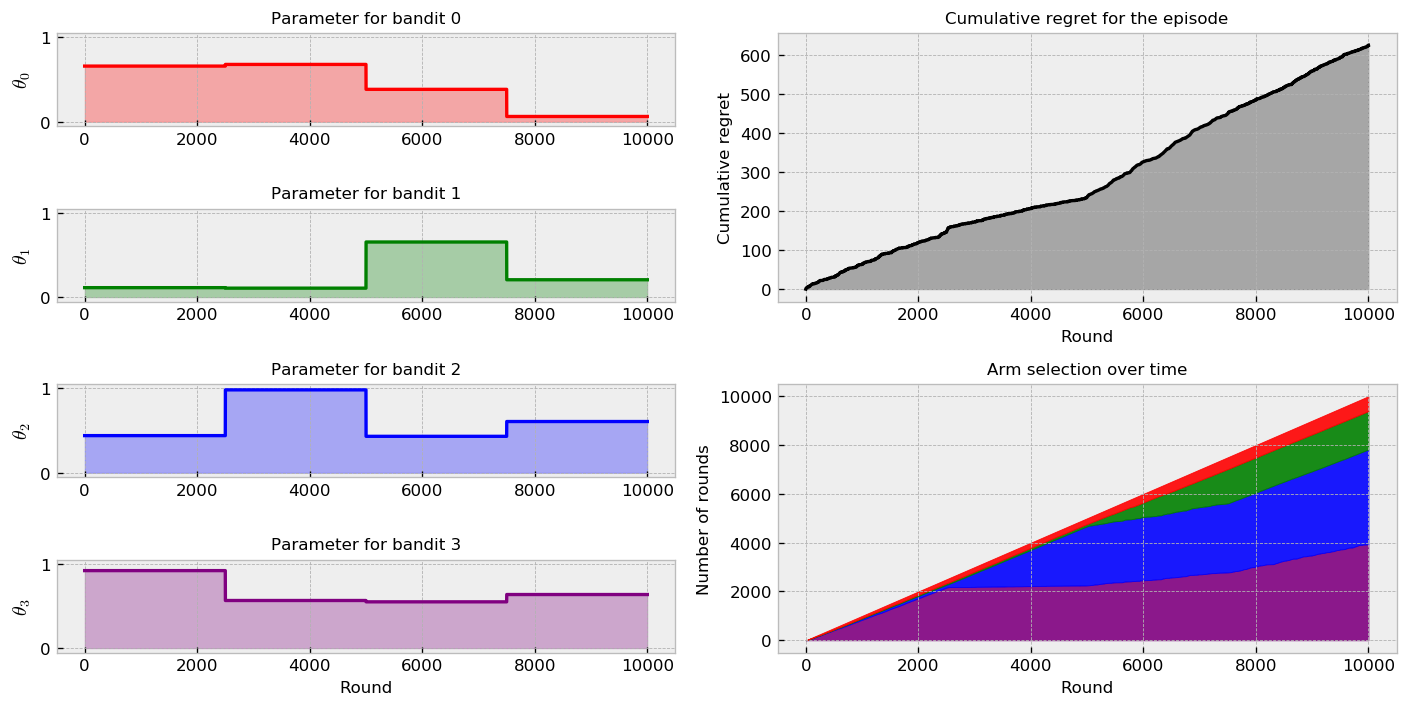 Parameter for bandit 0
θ0
1
0
0 2000 4000 6000 8000 10000
Parameter for bandit 1
θ1
1
0
0 2000 4000 6000 8000 10000
Parameter for bandit 2
θ2
1
0
0 2000 4000 6000 8000 10000
Parameter for bandit 3
θ3
1
0
0 2000 4000 6000 8000 10000
Round
Cumulative regret for the episode
Cumulative regret
600
500
400
300
200
100
0
0 2000 4000 6000 8000 10000
Round
Arm selection over time
Number of rounds
10000
8000
6000
4000
2000
0
0 2000 4000 6000 8000 10000
Round